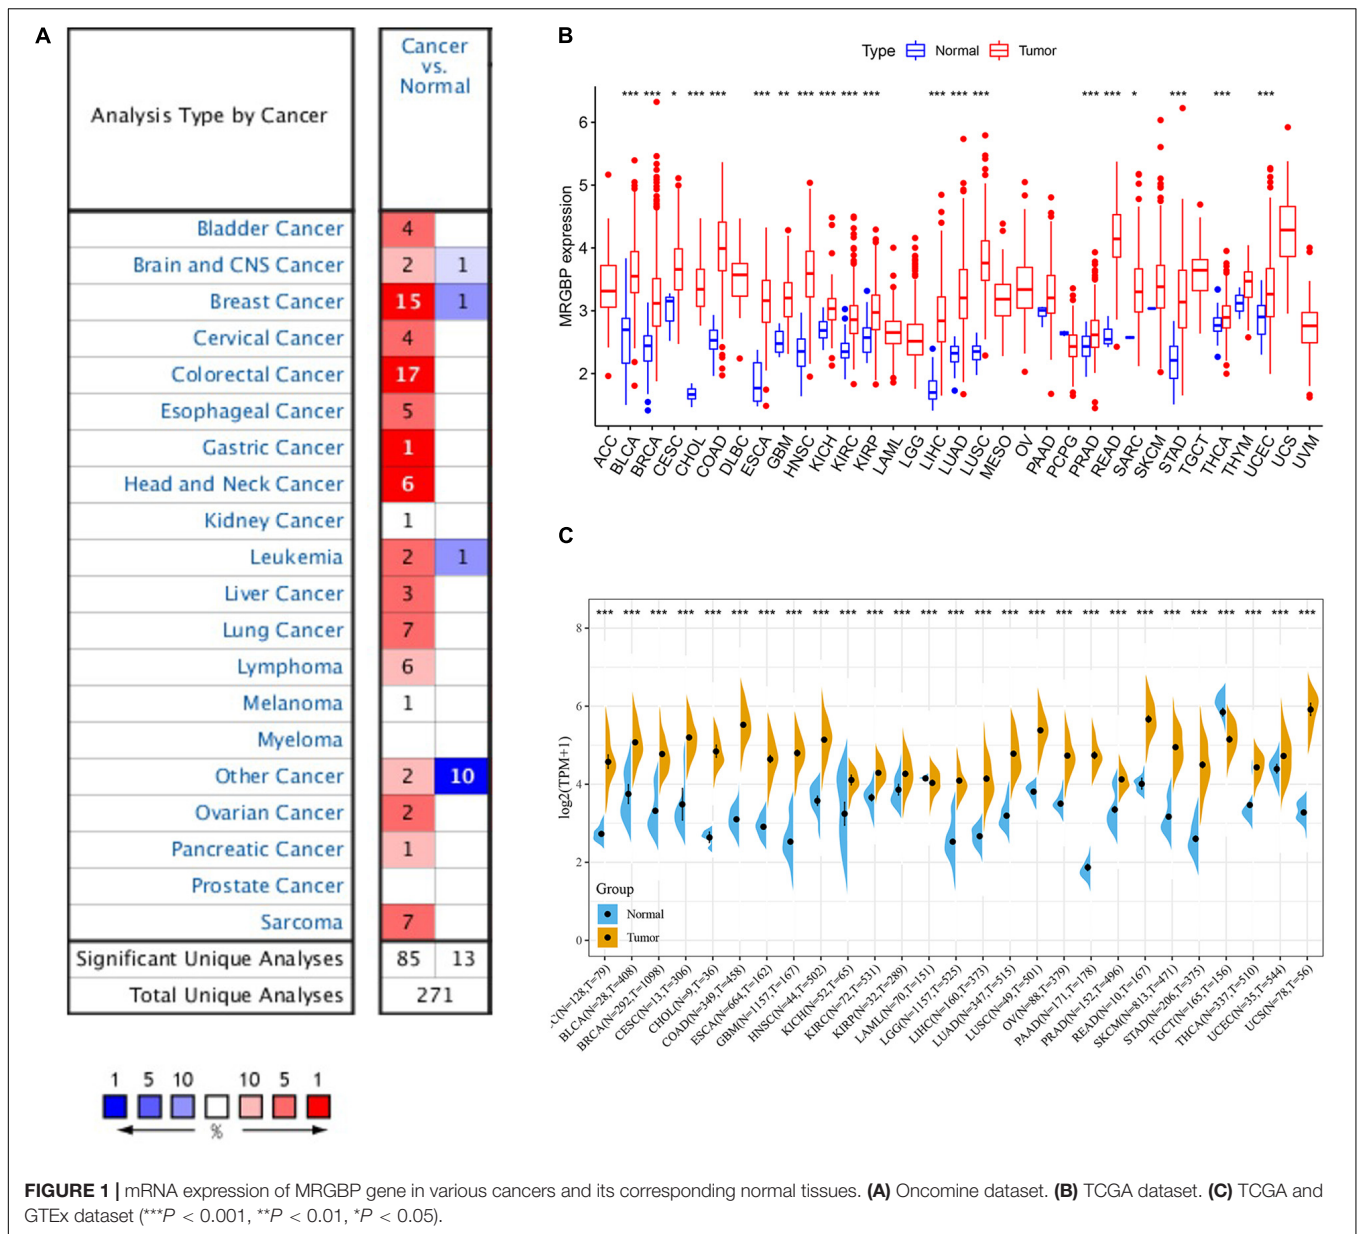 A
Analysis Type by Cancer
Cancer
vs.
Normal
Bladder Cancer 4
Brain and CNS Cancer 2 1
Breast Cancer 15 1
Cervical Cancer 4
Colorectal Cancer 17
Esophageal Cancer 5
Gastric Cancer 1
Head and Neck Cancer 6
Kidney Cancer 1
Leukemia 2 1
Liver Cancer 3
Lung Cancer 7
Lymphoma 6
Melanoma 1
Myeloma
Other Cancer 2 10
Ovarian Cancer 2
Pancreatic Cancer 1
Prostate Cancer
Sarcoma 7
Significant Unique Analyses 85 13
Total Unique Analyses 271
1 5 10 10 5 1
%
B
Type Normal Tumor
*** *** * *** *** *** ** *** *** *** *** *** *** *** *** *** * *** *** ***
MRGBP expression
6
5
4
3
2
ACC BLCA BRCA CESC CHOL COAD DLBC ESCA GBM HNSC KICH KIRC KIRP LAML LGG LIHC LUAD LUSC MESO OV PAAD PCPG PRAD READ SARC SKCM STAD TGCT THCA THYM UCEC UCS UVM
C
*** *** *** *** *** *** *** *** *** *** *** *** *** *** *** *** *** *** *** *** *** *** *** *** *** *** ***
log2(TPM+1)
8
6
4
2
0
Group
Normal
Tumor
C(N=128,T=79)
BLCA(N=28,T=408)
BRCA(N=292,T=1098)
CESC(N=13,T=306)
CHOL(N=9,T=36)
COAD(N=349,T=458)
ESCA(N=664,T=162)
GBM(N=1157,T=167)
HNSC(N=44,T=502)
KICH(N=52,T=65)
KIRC(N=72,T=531)
KIRP(N=32,T=289)
LAML(N=70,T=151)
LGG(N=1157,T=525)
LIHC(N=160,T=373)
LUAD(N=347,T=515)
LUSC(N=49,T=501)
OV(N=88,T=379)
PAAD(N=171,T=178)
PRAD(N=152,T=496)
READ(N=10,T=167)
SKCM(N=813,T=471)
STAD(N=206,T=375)
TGCT(N=165,T=156)
THCA(N=337,T=510)
UCEC(N=35,T=544)
UCS(N=78,T=56)
FIGURE 1 | mRNA expression of MRGBP gene in various cancers and its corresponding normal tissues. (A) Oncomine dataset. (B) TCGA dataset. (C) TCGA and
GTEx dataset (***P < 0.001, **P < 0.01, *P < 0.05).